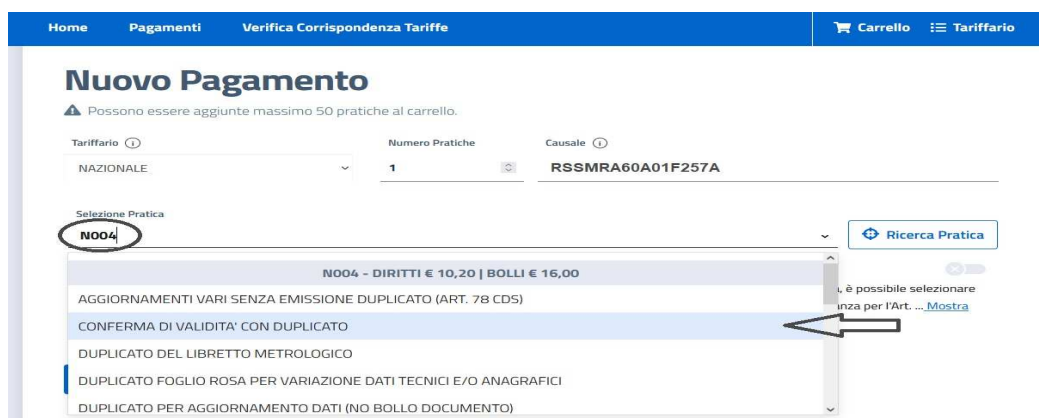 Home Pagamenti Verifica Corrispondenza Tariffe Carrello Tariffario
Nuovo Pagamento
Possono essere aggiunte massimo 50 pratiche al carrello.
Tariffario Numero Pratiche Causale
NAZIONALE 1 RSSMRA60A01F257A
Selezione Pratica
N004 Ricerca Pratica
N004 - DIRITTI € 10,20 | BOLLI € 16,00
AGGIORNAMENTI VARI SENZA EMISSIONE DUPLICATO (ART. 78 CDS) , è possibile selezionare
CONFERMA DI VALIDITA' CON DUPLICATO per l'Art. ... Mostra
DUPLICATO DEL LIBRETTO METROLOGICO
DUPLICATO FOGLIO ROSA PER VARIAZIONE DATI TECNICI E/O ANAGRAFICI
DUPLICATO PER AGGIORNAMENTO DATI (NO BOLLO DOCUMENTO)